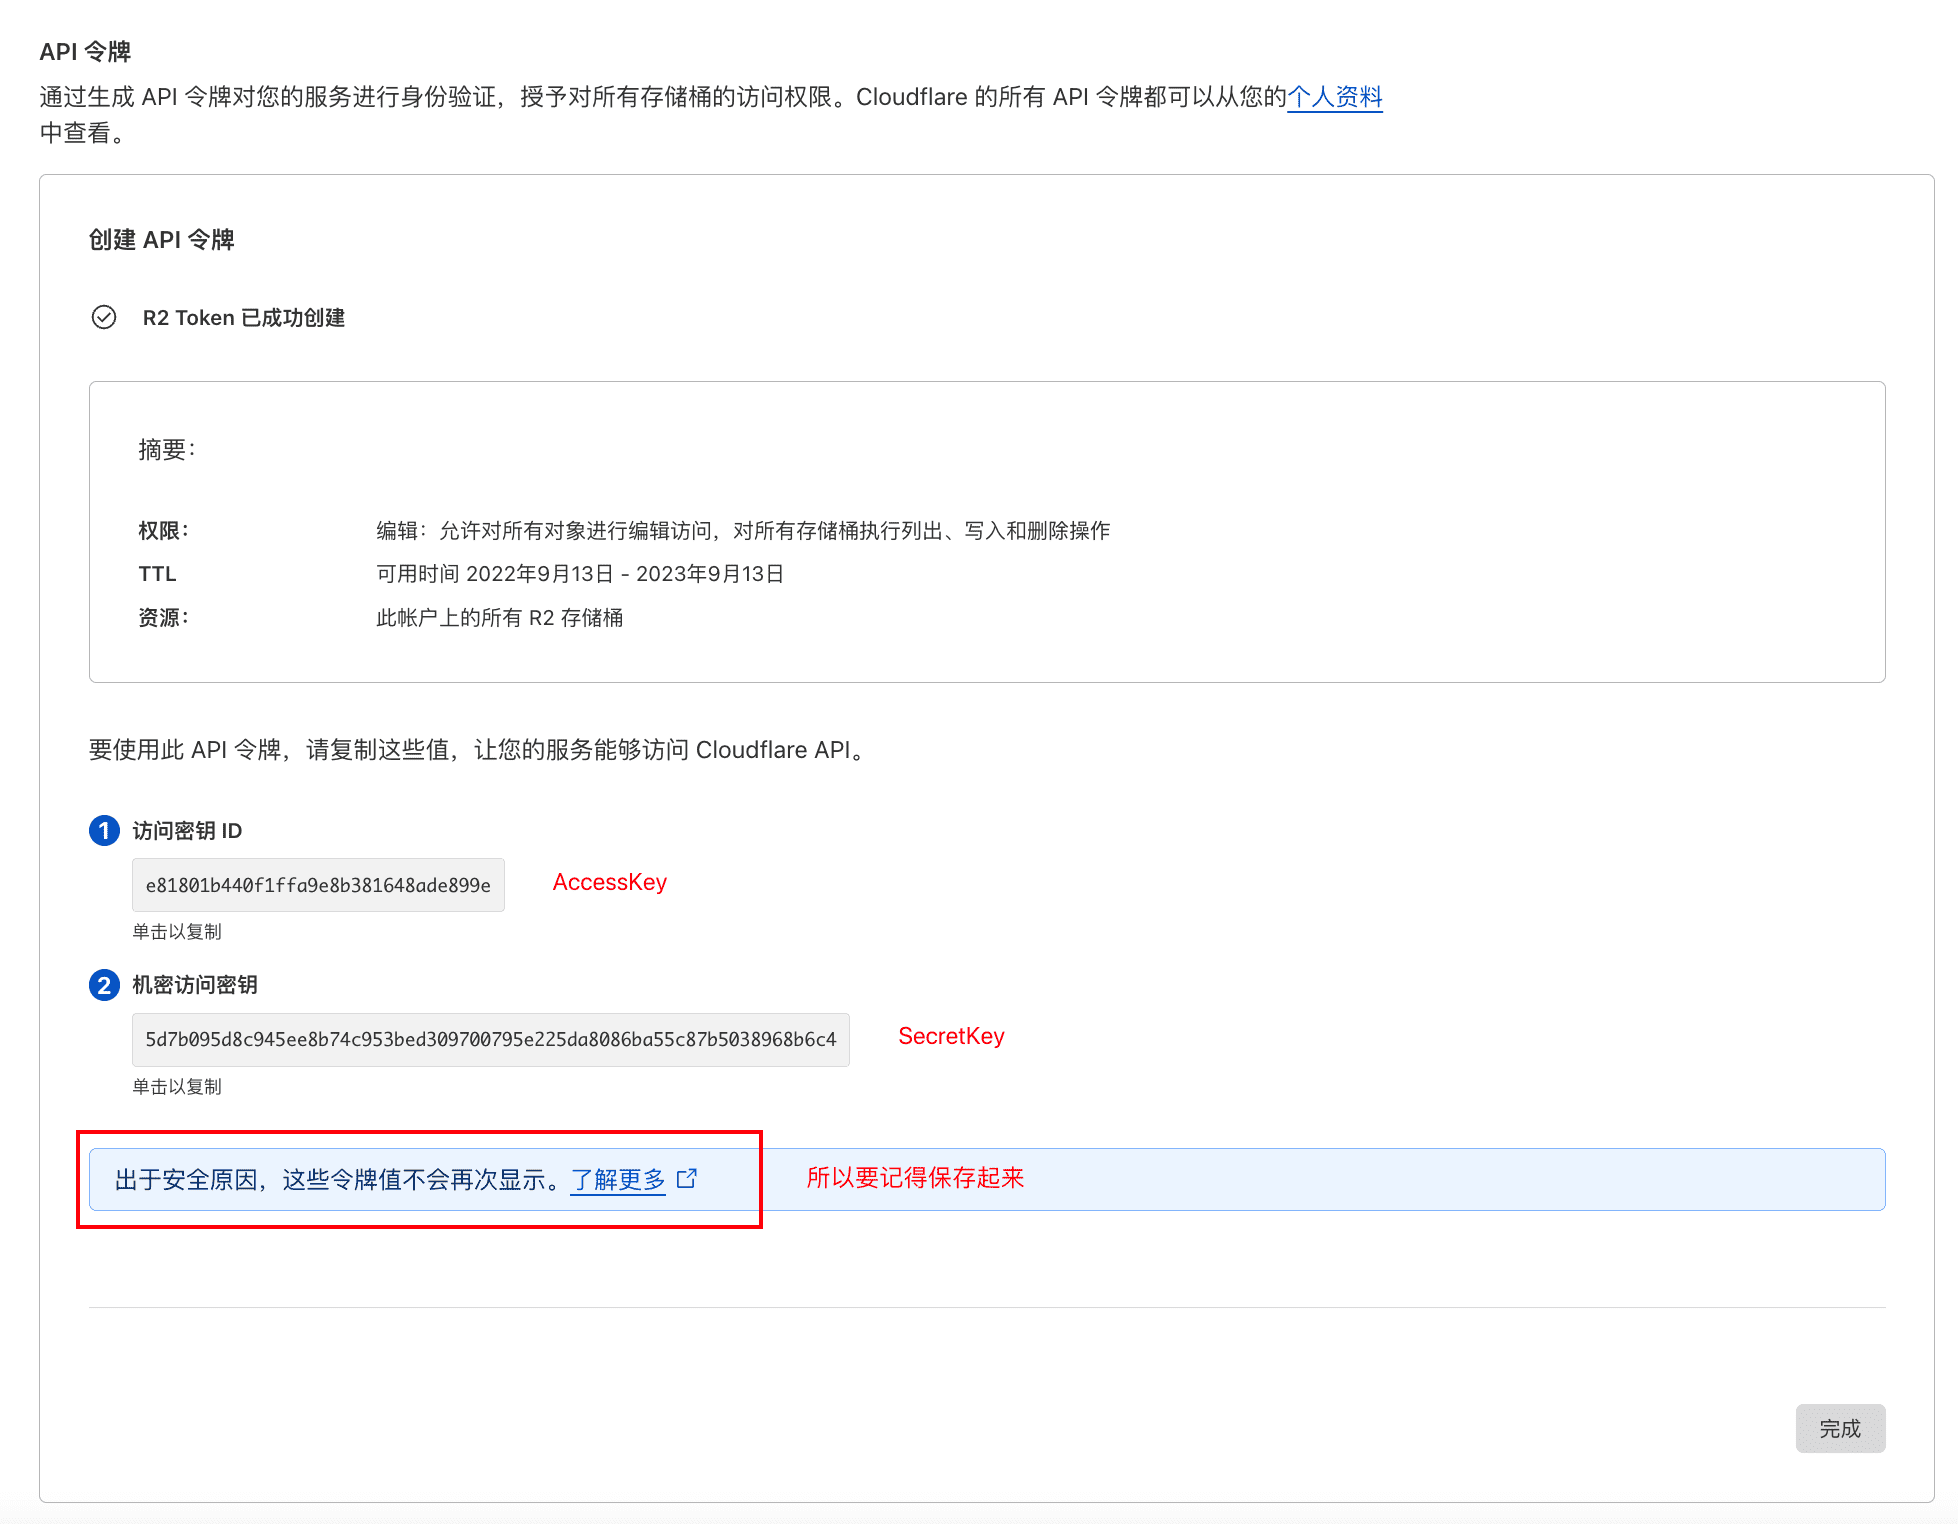 API 令牌
通过生成 API 令牌对您的服务进行身份验证，授予对所有存储桶的访问权限。Cloudflare 的所有 API 令牌都可以从您的个人资料
中查看。
创建 API 令牌
R2 Token 已成功创建
摘要：
权限： 编辑：允许对所有对象进行编辑访问，对所有存储桶执行列出、写入和删除操作
TTL 可用时间 2022年9月13日 - 2023年9月13日
资源： 此帐户上的所有 R2 存储桶
要使用此 API 令牌，请复制这些值，让您的服务能够访问 Cloudflare API。
1 访问密钥 ID
e81801b440f1ffa9e8b381648ade899e AccessKey
单击以复制
2 机密访问密钥
5d7b095d8c945ee8b74c953bed309700795e225da8086ba55c87b5038968b6c4 SecretKey
单击以复制
出于安全原因，这些令牌值不会再次显示。了解更多 所以要记得保存起来
完成